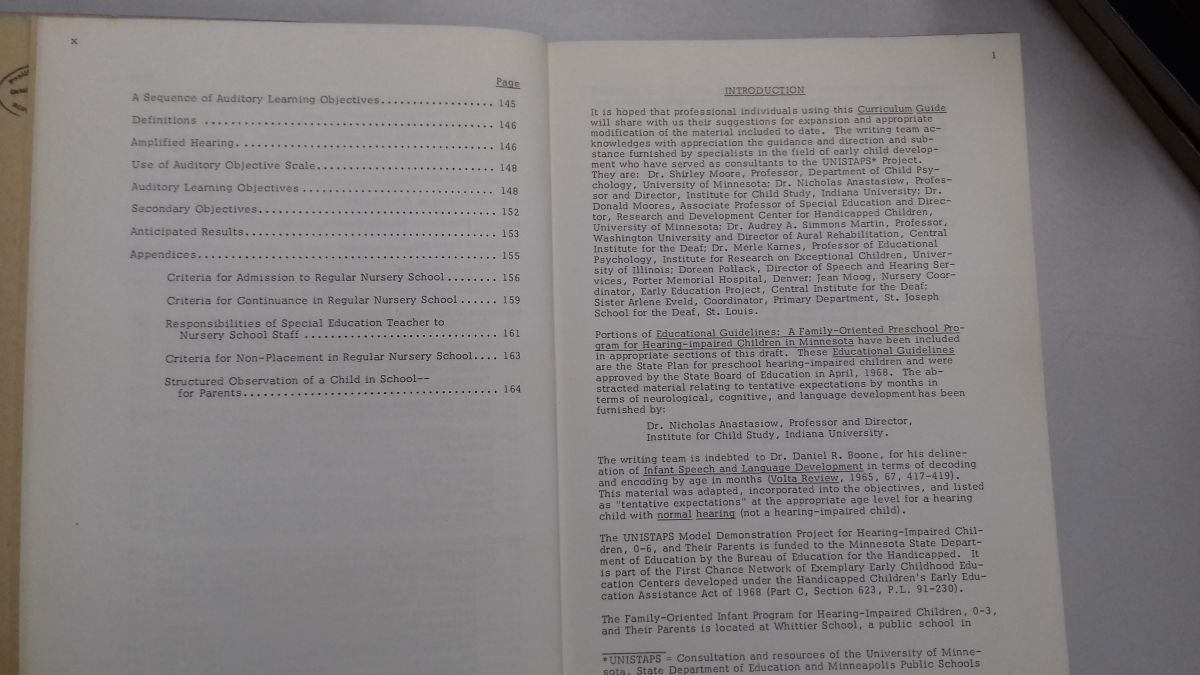 x
Page
A Sequence of Auditory Learning Objectives.................. 145
Definitions ............................................... 146
Amplified Hearing.......................................... 146
Use of Auditory Objective Scale............................ 148
Auditory Learning Objectives .............................. 148
Secondary Objectives....................................... 152
Anticipated Results........................................ 153
Appendices................................................. 155
Criteria for Admission to Regular Nursery School ........ 156
Criteria for Continuance in Regular Nursery School ...... 159
Responsibilities of Special Education Teacher to
Nursery School Staff .............................. 161
Criteria for Non-Placement in Regular Nursery School.... 163
Structured Observation of a Child in School--
for Parents........................................ 164
1
INTRODUCTION
It is hoped that professional individuals using this Curriculum Guide
will share with us their suggestions for expansion and appropriate
modification of the material included to date. The writing team ac-
knowledges with appreciation the guidance and direction and sub-
stance furnished by specialists in the field of early child develop-
ment who have served as consultants to the UNISTAPS* Project.
They are: Dr. Shirley Moore, Professor, Department of Child Psy-
chology, University of Minnesota; Dr. Nicholas Anastasiow, Profes-
sor and Director, Institute for Child Study, Indiana University; Dr.
Donald Moores, Associate Professor of Special Education and Direc-
tor, Research and Development Center for Handicapped Children,
University of Minnesota; Dr. Audrey A. Simmons Martin, Professor,
Washington University and Director of Aural Rehabilitation, Central
Institute for the Deaf; Dr. Merle Karnes, Professor of Educational
Psychology, Institute for Research on Exceptional Children, Univer-
sity of Illinois; Doreen Pollack, Director of Speech and Hearing Ser-
vices, Porter Memorial Hospital, Denver; Jean Moog, Nursery Coor-
dinator, Early Education Project, Central Institute for the Deaf;
Sister Arlene Eveld, Coordinator, Primary Department, St. Joseph
School for the Deaf, St. Louis.
Portions of Educational Guidelines: A Family-Oriented Preschool Pro-
gram for Hearing-impaired Children in Minnesota have been included
in appropriate sections of this draft. These Educational Guidelines
are the State Plan for preschool hearing-impaired children and were
approved by the State Board of Education in April, 1968. The ab-
stracted material relating to tentative expectations by months in
terms of neurological, cognitive, and language development has been
furnished by:
Dr. Nicholas Anastasiow, Professor and Director,
Institute for Child Study, Indiana University.
The writing team is indebted to Dr. Daniel R. Boone, for his deline-
ation of Infant Speech and Language Development in terms of decoding
and encoding by age in months (Volta Review, 1965, 67, 417-419).
This material was adapted, incorporated into the objectives, and listed
as "tentative expectations" at the appropriate age level for a hearing
child with normal hearing (not a hearing-impaired child).
The UNISTAPS Model Demonstration Project for Hearing-Impaired Chil-
dren, 0-6, and Their Parents is funded to the Minnesota State Depart-
ment of Education by the Bureau of Education for the Handicapped. It
is part of the First Chance Network of Exemplary Early Childhood Edu-
cation Centers developed under the Handicapped Children's Early Edu-
cation Assistance Act of 1968 (Part C, Section 623, P.L. 91-230).
The Family-Oriented Infant Program for Hearing-Impaired Children, 0-3,
and Their Parents is located at Whittier School, a public school in
*UNISTAPS = Consultation and resources of the University of Minne-
sota, State Department of Education and Minneapolis Public Schools